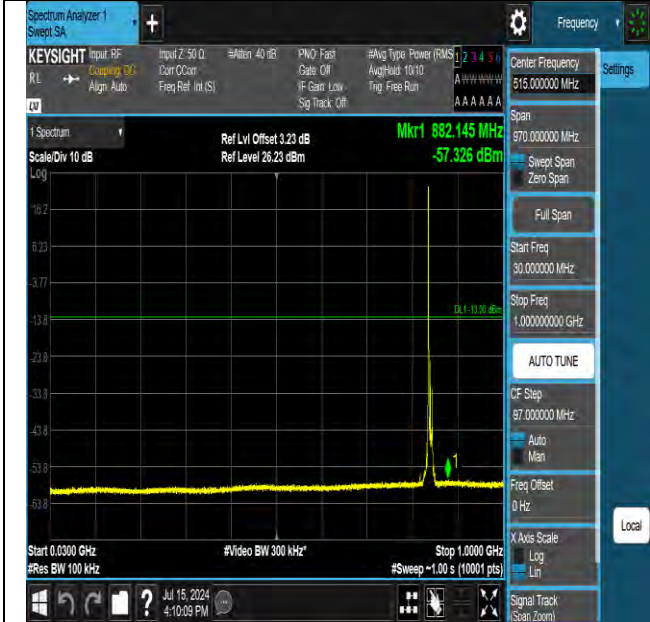 Spectrum Analyzer 1
Swept SA
+
Frequency
KEYSIGHT
RL
Input: RF
Coupling: DC
Align: Auto
Input Z: 50 Ω
Corr CCorr
Freq Ref: Int (S)
#Atten: 40 dB
PNO: Fast
Gate: Off
IF Gain: Low
Sig Track: Off
#Avg Type: Power (RMS
Avg|Hold: 10/10
Trig: Free Run
1 2 3 4 5 6
A W W W W W
A A A A A A
1 Spectrum
Scale/Div 10 dB
Log
Ref Lvl Offset 3.23 dB
Ref Level 26.23 dBm
Mkr1 882.145 MHz
-57.326 dBm
16.2
6.23
-3.77
DL1 -13.00 dBm
-13.8
-23.8
-33.8
-43.8
-53.8
1
-63.8
Start 0.0300 GHz
#Res BW 100 kHz
#Video BW 300 kHz*
Stop 1.0000 GHz
#Sweep ~1.00 s (10001 pts)
Center Frequency
515.000000 MHz
Settings
Span
970.000000 MHz
Swept Span
Zero Span
Full Span
Start Freq
30.000000 MHz
Stop Freq
1.000000000 GHz
AUTO TUNE
CF Step
97.000000 MHz
Auto
Man
Freq Offset
0 Hz
Local
X Axis Scale
Log
Lin
Signal Track
(Span Zoom)
?
Jul 15, 2024
4:10:09 PM